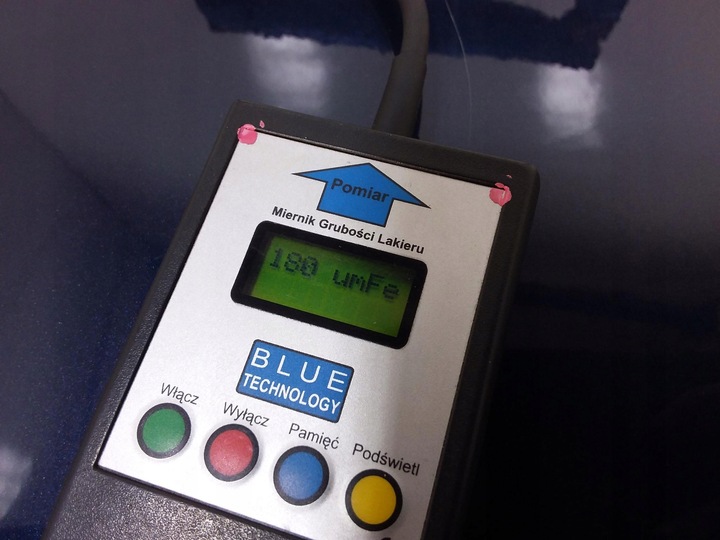 Pomiar
Miernik Grubości Lakieru
180 umFe
BLUE
TECHNOLOGY
Włącz
Wyłącz
Pamięć
Podświetl